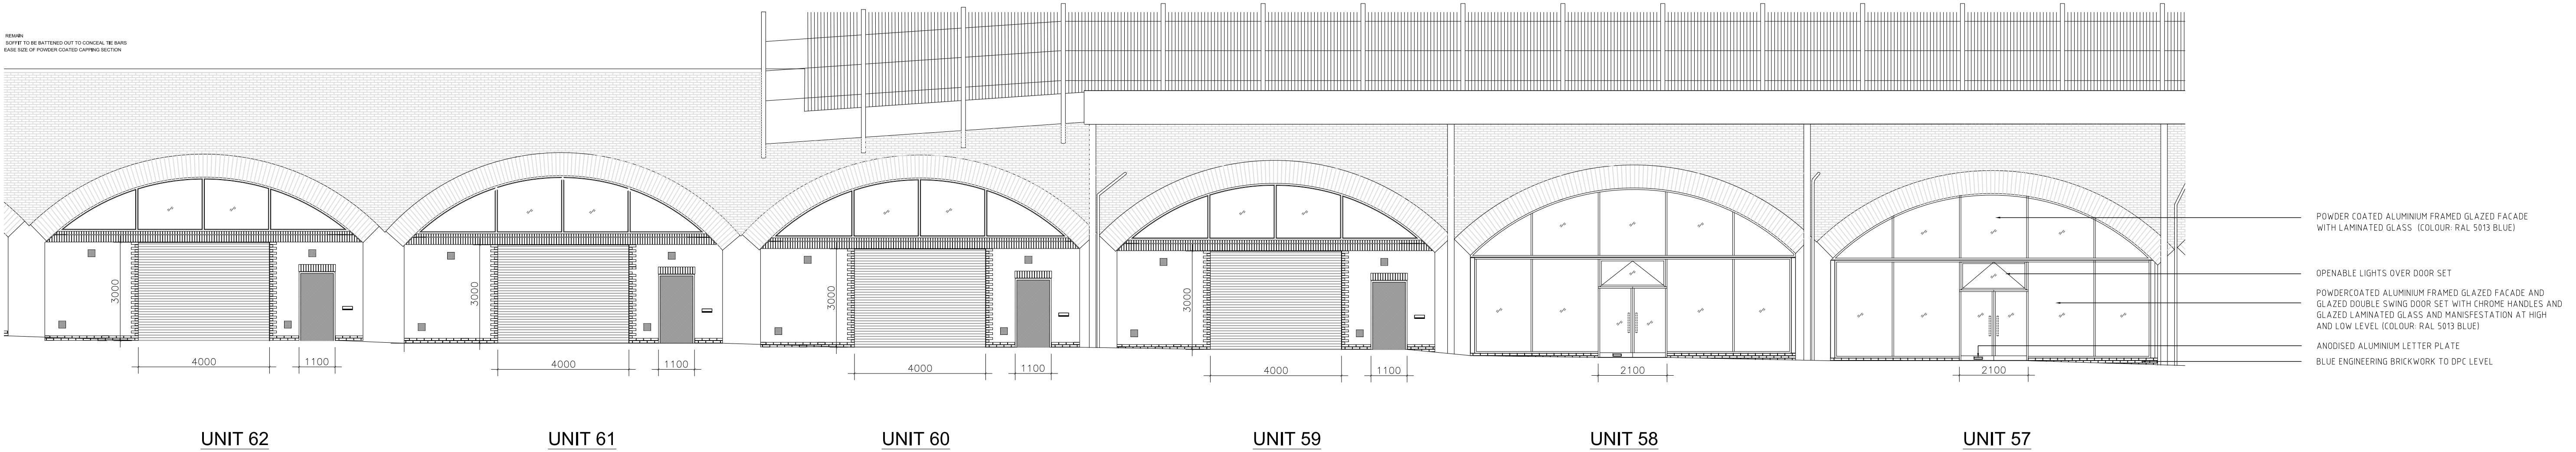 REMAIN
SOFFIT TO BE BATTENED OUT TO CONCEAL TIE BARS
EASE SIZE OF POWDER COATED CAPPING SECTION
POWDER COATED ALUMINIUM FRAMED GLAZED FACADE
WITH LAMINATED GLASS (COLOUR: RAL 5013 BLUE)
OPENABLE LIGHTS OVER DOOR SET
POWDERCOATED ALUMINIUM FRAMED GLAZED FACADE AND
GLAZED DOUBLE SWING DOOR SET WITH CHROME HANDLES AND
GLAZED LAMINATED GLASS AND MANISFESTATION AT HIGH
AND LOW LEVEL (COLOUR: RAL 5013 BLUE)
ANODISED ALUMINIUM LETTER PLATE
BLUE ENGINEERING BRICKWORK TO DPC LEVEL
3000
3000
3000
3000
4000
1100
4000
1100
4000
1100
4000
1100
2100
2100
UNIT 62
UNIT 61
UNIT 60
UNIT 59
UNIT 58
UNIT 57